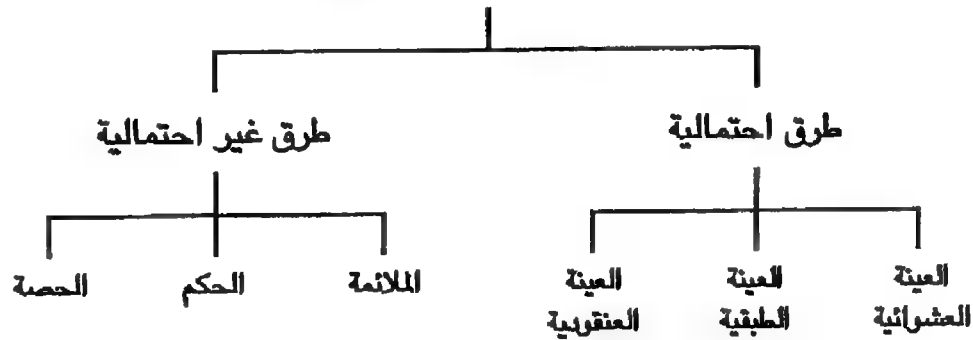 طرق احتمالية
طرق غير احتمالية
العينة
العشوائية
العينة
الطبقية
العينة
العنقودية
الملائمة
الحكم
الحصة